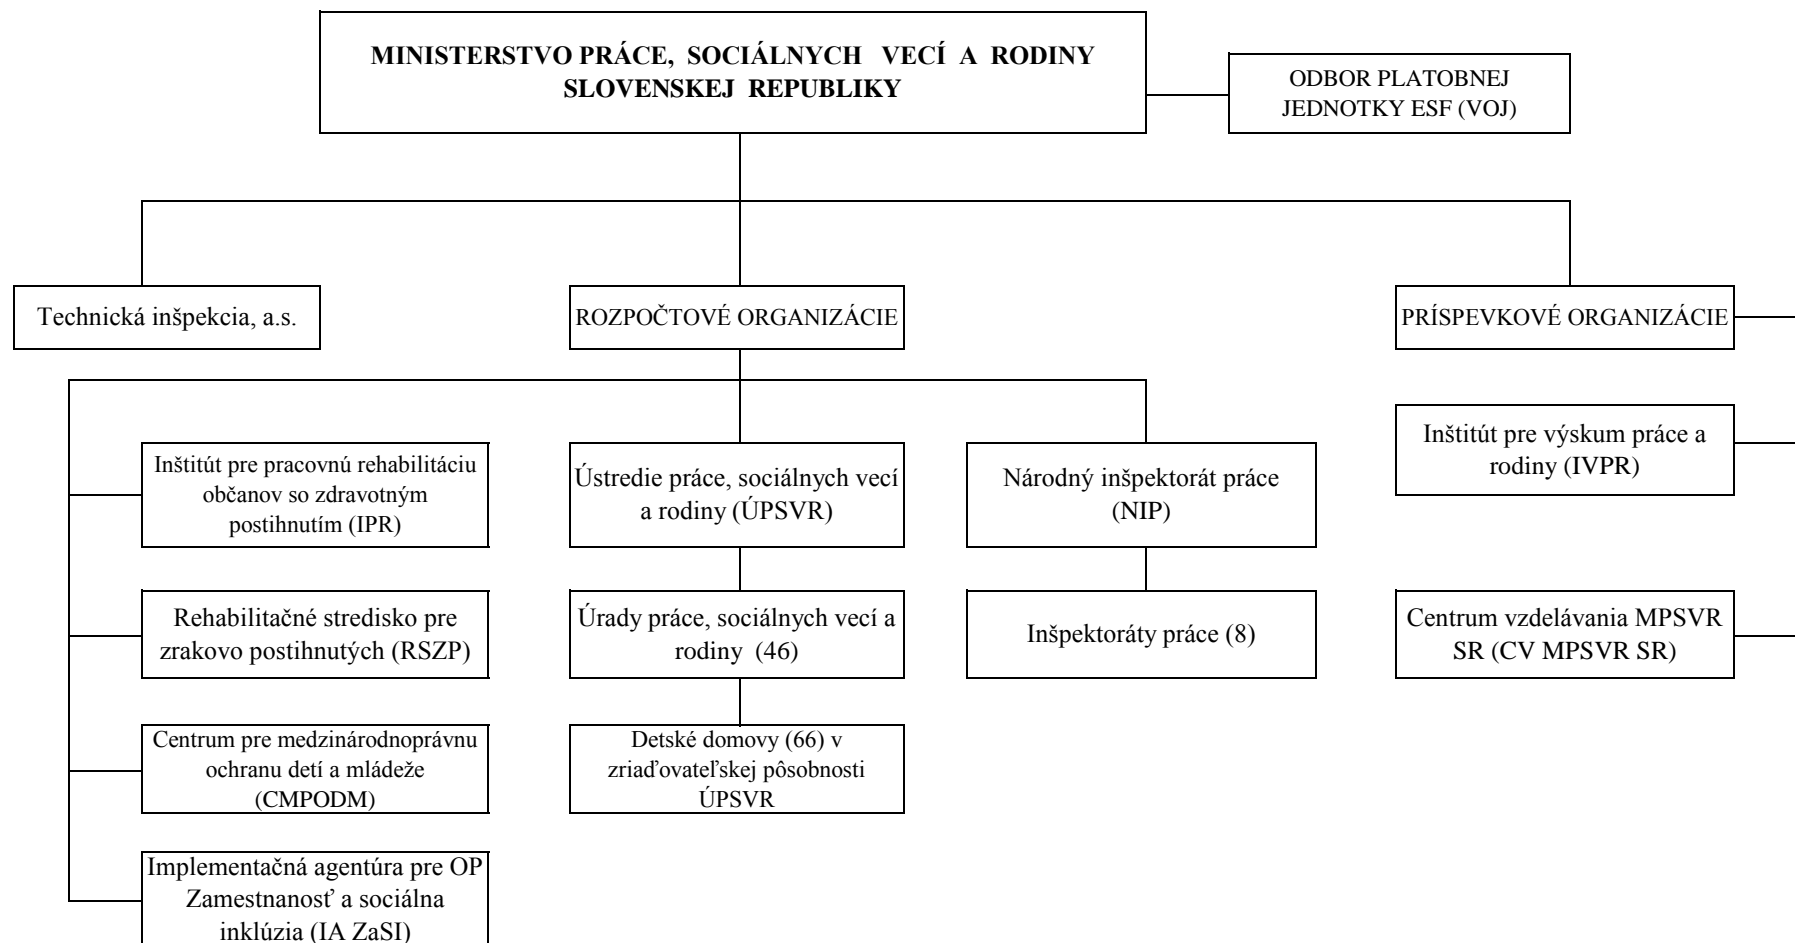 MINISTERSTVO PRÁCE, SOCIÁLNYCH VECÍ A RODINY
SLOVENSKEJ REPUBLIKY
ODBOR PLATOBNEJ
JEDNOTKY ESF (VOJ)
Technická inšpekcia, a.s.
ROZPOČTOVÉ ORGANIZÁCIE
PRÍSPEVKOVÉ ORGANIZÁCIE
Inštitút pre pracovnú rehabilitáciu
občanov so zdravotným
postihnutím (IPR)
Ústredie práce, sociálnych vecí
a rodiny (ÚPSVR)
Národný inšpektorát práce
(NIP)
Inštitút pre výskum práce a
rodiny (IVPR)
Rehabilitačné stredisko pre
zrakovo postihnutých (RSZP)
Úrady práce, sociálnych vecí a
rodiny (46)
Inšpektoráty práce (8)
Centrum vzdelávania MPSVR
SR (CV MPSVR SR)
Centrum pre medzinárodnoprávnu
ochranu detí a mládeže
(CMPODM)
Detské domovy (66) v
zriaďovateľskej pôsobnosti
ÚPSVR
Implementačná agentúra pre OP
Zamestnanosť a sociálna
inklúzia (IA ZaSI)